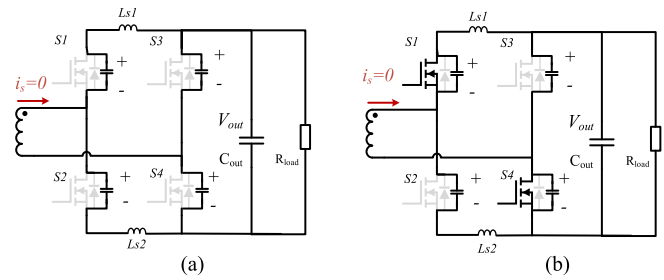 Ls1
S1
S3
+
+
-
-
is=0
Vout
Cout
Rload
S2
S4
+
+
-
-
Ls2
(a)
Ls1
S1
S3
+
+
-
-
is=0
Vout
Cout
Rload
S2
S4
+
+
-
-
Ls2
(b)